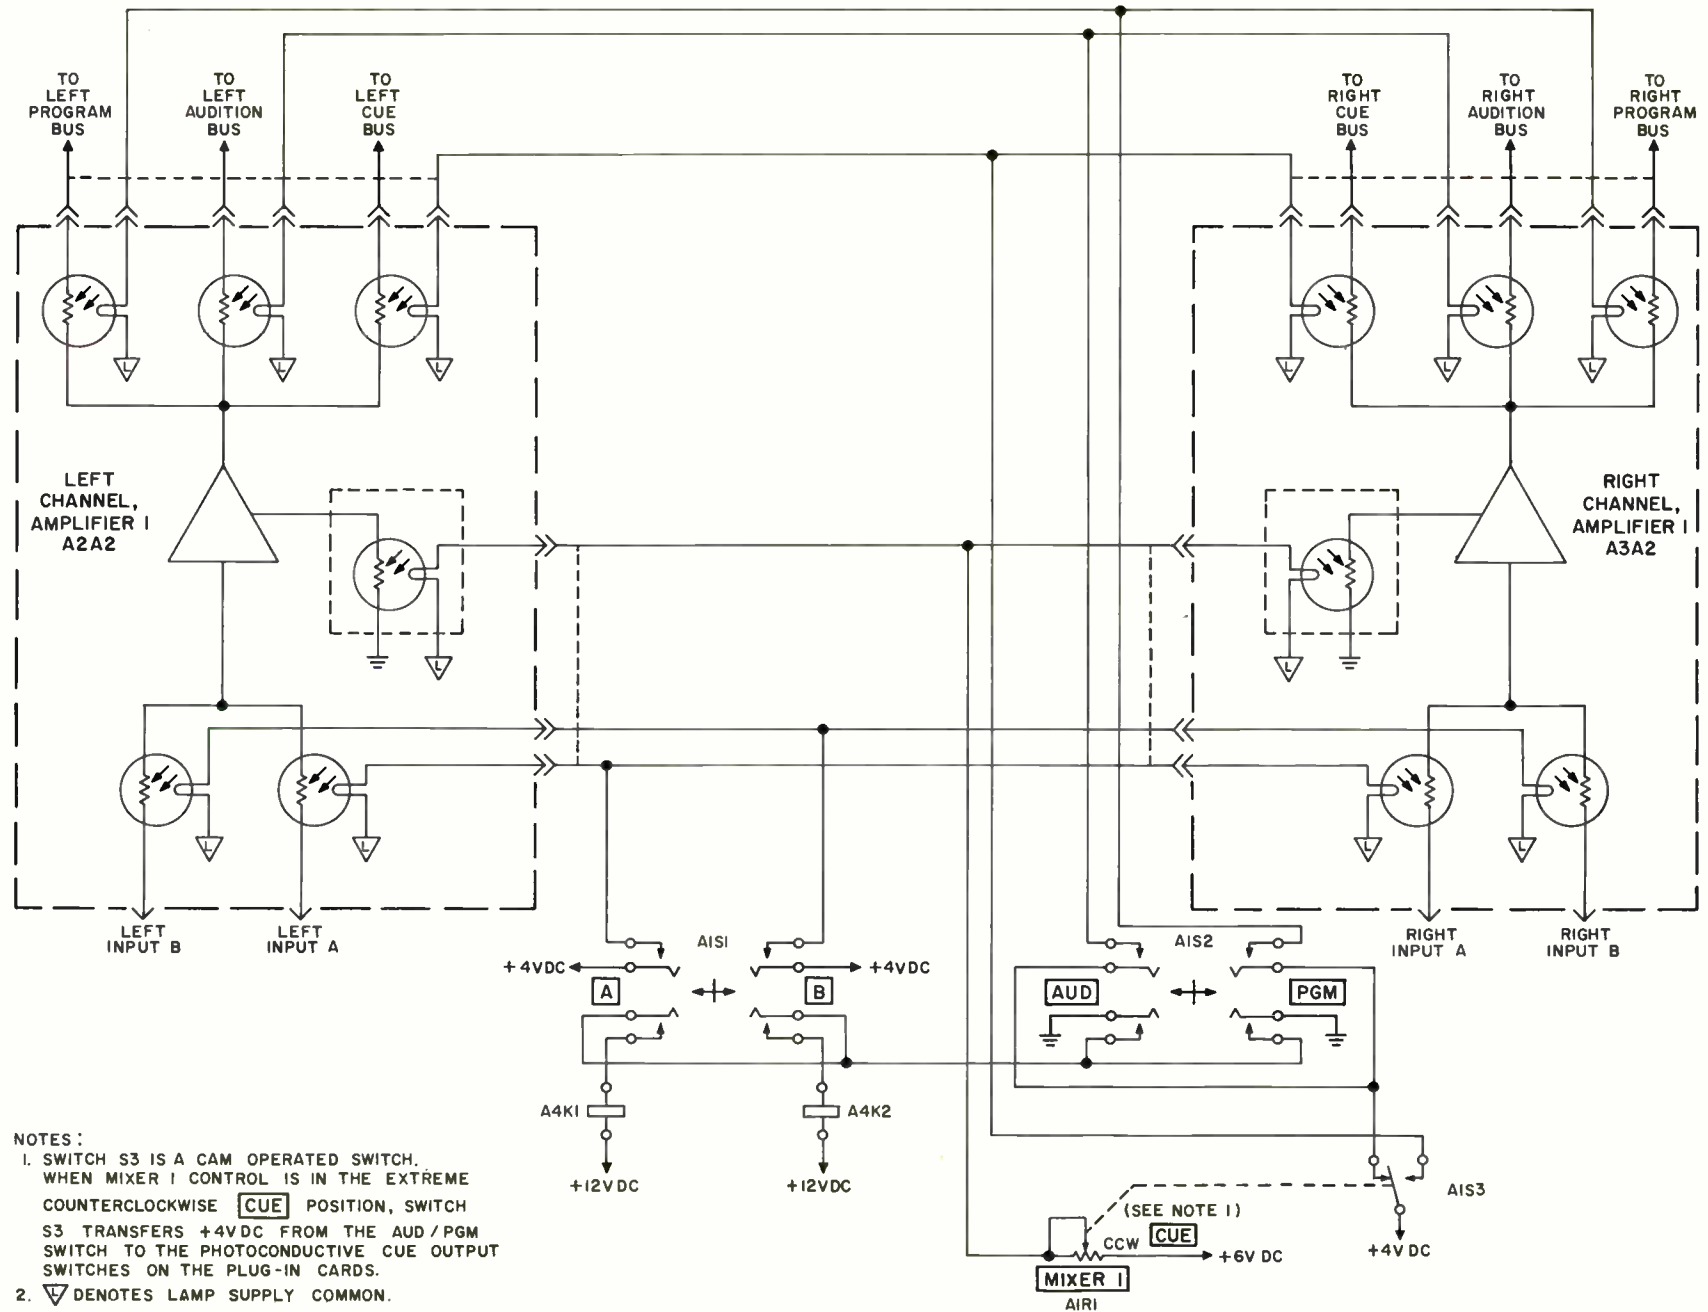 TO
LEFT
PROGRAM
BUS
TO
LEFT
AUDITION
BUS
TO
LEFT
CUE
BUS
TO
RIGHT
CUE
BUS
TO
RIGHT
AUDITION
BUS
TO
RIGHT
PROGRAM
BUS
L
L
L
L
L
L
LEFT
CHANNEL,
AMPLIFIER 1
A2A2
RIGHT
CHANNEL,
AMPLIFIER 1
A3A2
L
L
L
L
L
L
LEFT
INPUT B
LEFT
INPUT A
RIGHT
INPUT A
RIGHT
INPUT B
A1S1
A1S2
+4VDC
+4VDC
A
B
AUD
PGM
A4K1
A4K2
+12VDC
+12VDC
A1S3
+4VDC
(SEE NOTE 1)
CCW
CUE
+6VDC
MIXER 1
A1R1
NOTES:
1. SWITCH S3 IS A CAM OPERATED SWITCH.
WHEN MIXER 1 CONTROL IS IN THE EXTREME
COUNTERCLOCKWISE CUE POSITION, SWITCH
S3 TRANSFERS +4VDC FROM THE AUD/PGM
SWITCH TO THE PHOTOCONDUCTIVE CUE OUTPUT
SWITCHES ON THE PLUG-IN CARDS.
2. L DENOTES LAMP SUPPLY COMMON.